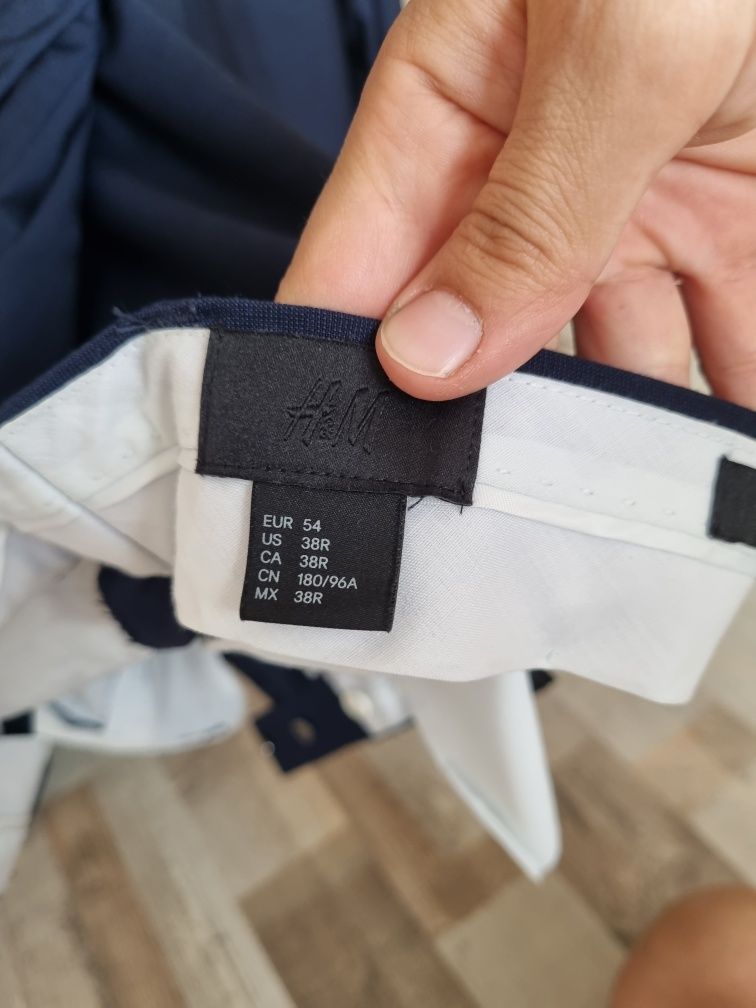 H&M
EUR 54
US 38R
CA 38R
CN 180/96A
MX 38R